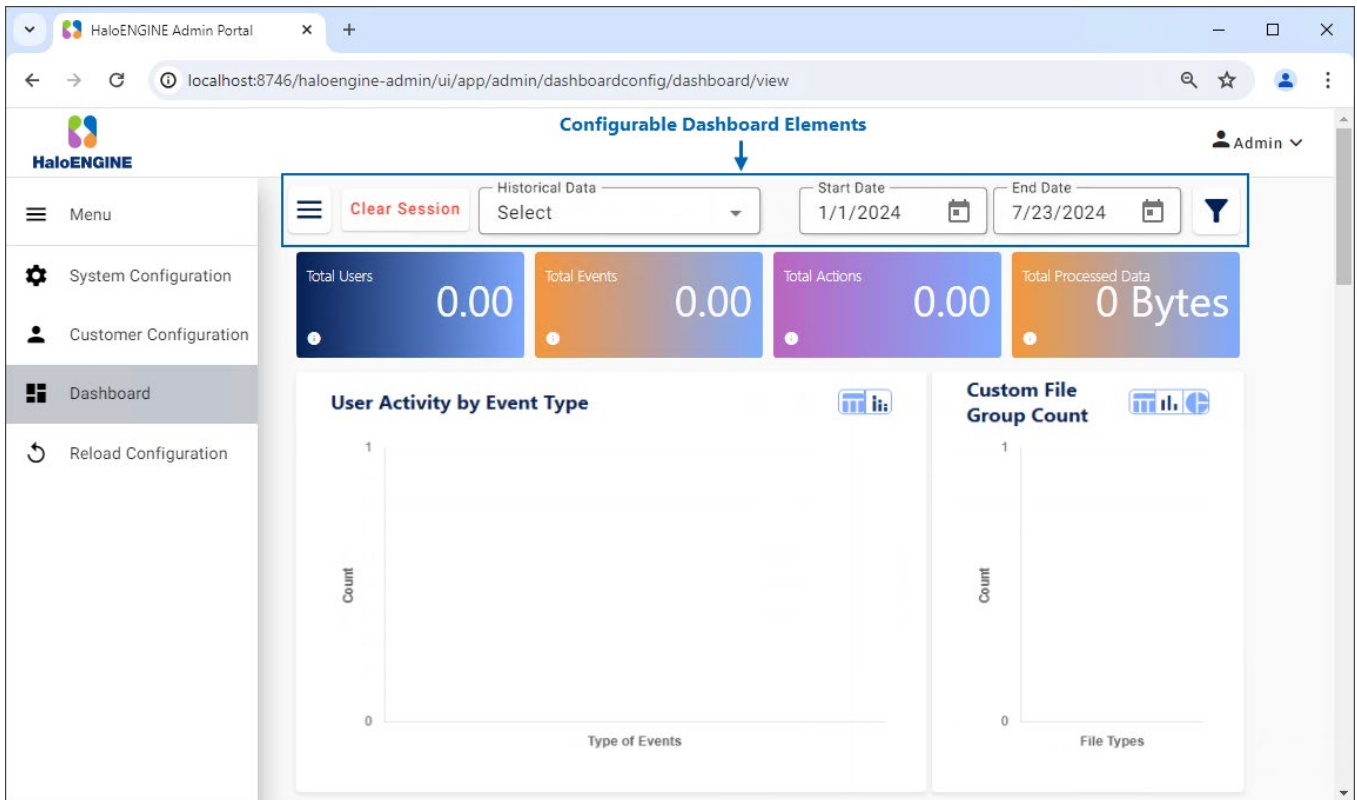 HaloENGINE Admin Portal
localhost:8746/haloengine-admin/ui/app/admin/dashboardconfig/dashboard/view
HaloENGINE
Configurable Dashboard Elements
Admin
Menu
System Configuration
Customer Configuration
Dashboard
Reload Configuration
Clear Session
Historical Data
Select
Start Date
1/1/2024
End Date
7/23/2024
Total Users
0.00
Total Events
0.00
Total Actions
0.00
Total Processed Data
0 Bytes
User Activity by Event Type
1
Count
0
Type of Events
Custom File
Group Count
1
Count
0
File Types